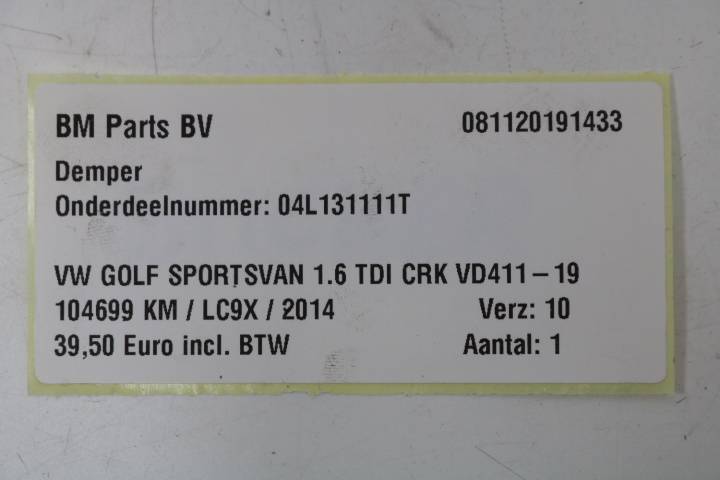 BM Parts BV 081120191433
Demper
Onderdeelnummer: 04L131111T
VW GOLF SPORTSVAN 1.6 TDI CRK VD411–19
104699 KM / LC9X / 2014 Verz: 10
39,50 Euro incl. BTW Aantal: 1